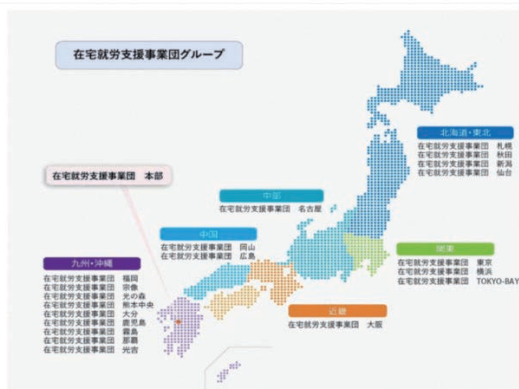 在宅就労支援事業団グループ
北海道・東北
在宅就労支援事業団 札幌
在宅就労支援事業団 秋田
在宅就労支援事業団 新潟
在宅就労支援事業団 仙台
在宅就労支援事業団 本部
中部
在宅就労支援事業団 名古屋
中国
在宅就労支援事業団 岡山
在宅就労支援事業団 広島
関東
在宅就労支援事業団 東京
在宅就労支援事業団 横浜
在宅就労支援事業団 TOKYO-BAY
九州・沖縄
在宅就労支援事業団 福岡
在宅就労支援事業団 宗像
在宅就労支援事業団 光の森
在宅就労支援事業団 熊本中央
在宅就労支援事業団 大分
在宅就労支援事業団 鹿児島
在宅就労支援事業団 霧島
在宅就労支援事業団 那覇
在宅就労支援事業団 光吉
近畿
在宅就労支援事業団 大阪